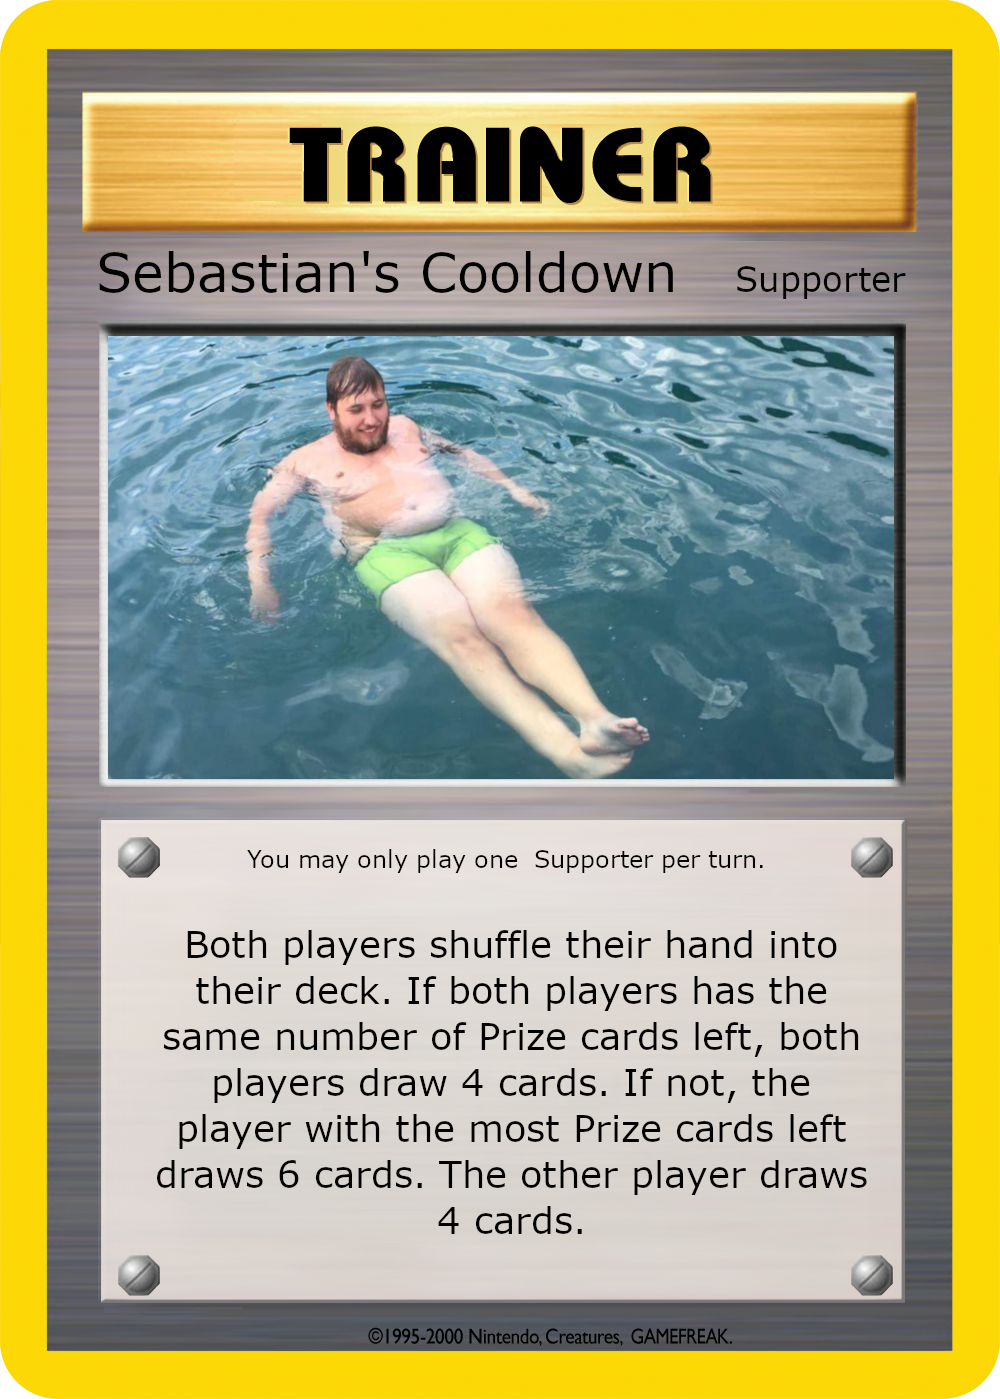 TRAINER
Sebastian's Cooldown Supporter
You may only play one  Supporter per turn.
Both players shuffle their hand into
their deck. If both players has the
same number of Prize cards left, both
players draw 4 cards. If not, the
player with the most Prize cards left
draws 6 cards. The other player draws
4 cards.
©1995-2000 Nintendo, Creatures, GAMEFREAK.